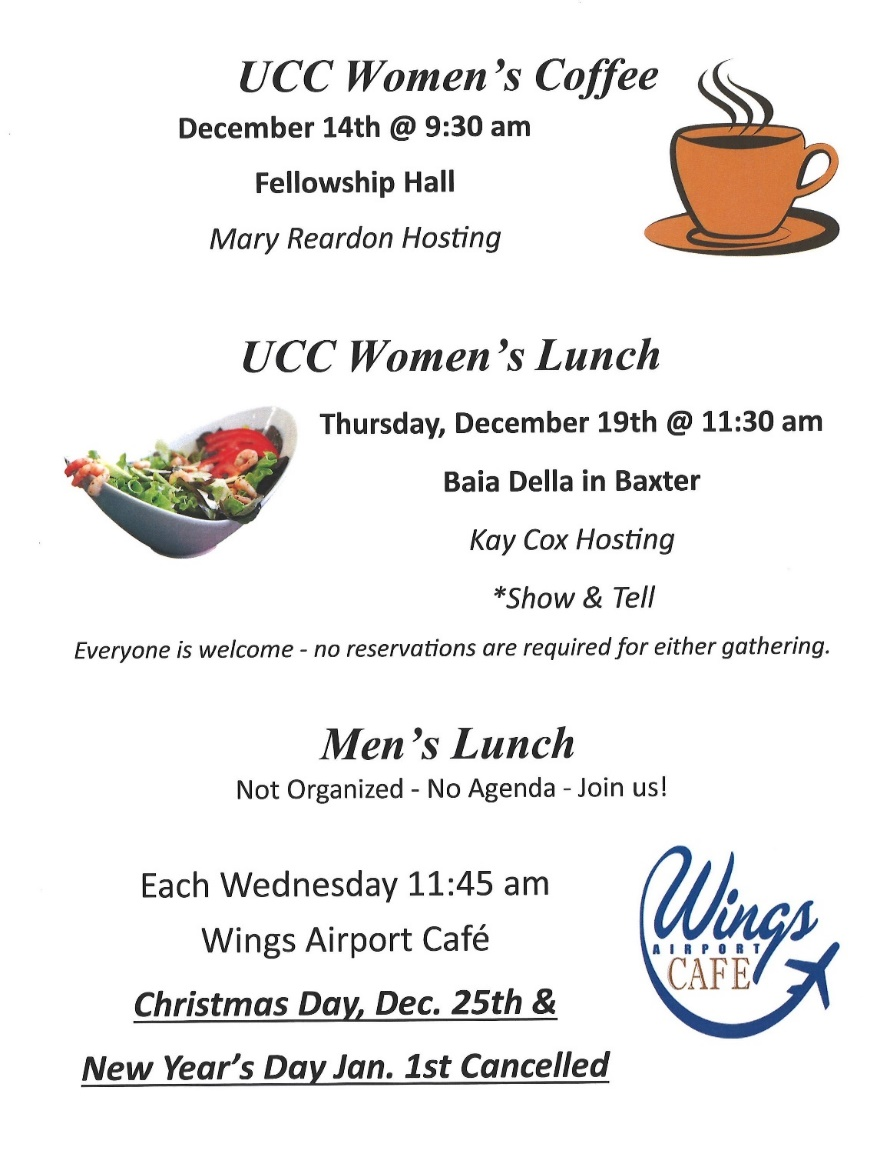 UCC Women's Coffee
December 14th @ 9:30 am
Fellowship Hall
Mary Reardon Hosting
UCC Women's Lunch
Thursday, December 19th @ 11:30 am
Baia Della in Baxter
Kay Cox Hosting
*Show & Tell
Everyone is welcome - no reservations are required for either gathering.
Men's Lunch
Not Organized - No Agenda - Join us!
Each Wednesday 11:45 am
Wings Airport Café
Christmas Day, Dec. 25th &
New Year's Day Jan. 1st Cancelled
Wings
AIRPORT
CAFE